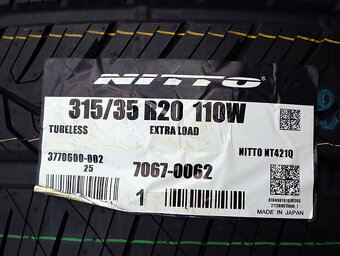 NITTO
315/35 R20 110W
TUBELESS EXTRA LOAD
3770600-002 NITTO NT421Q
25 7067-0062
1
MADE IN JAPAN